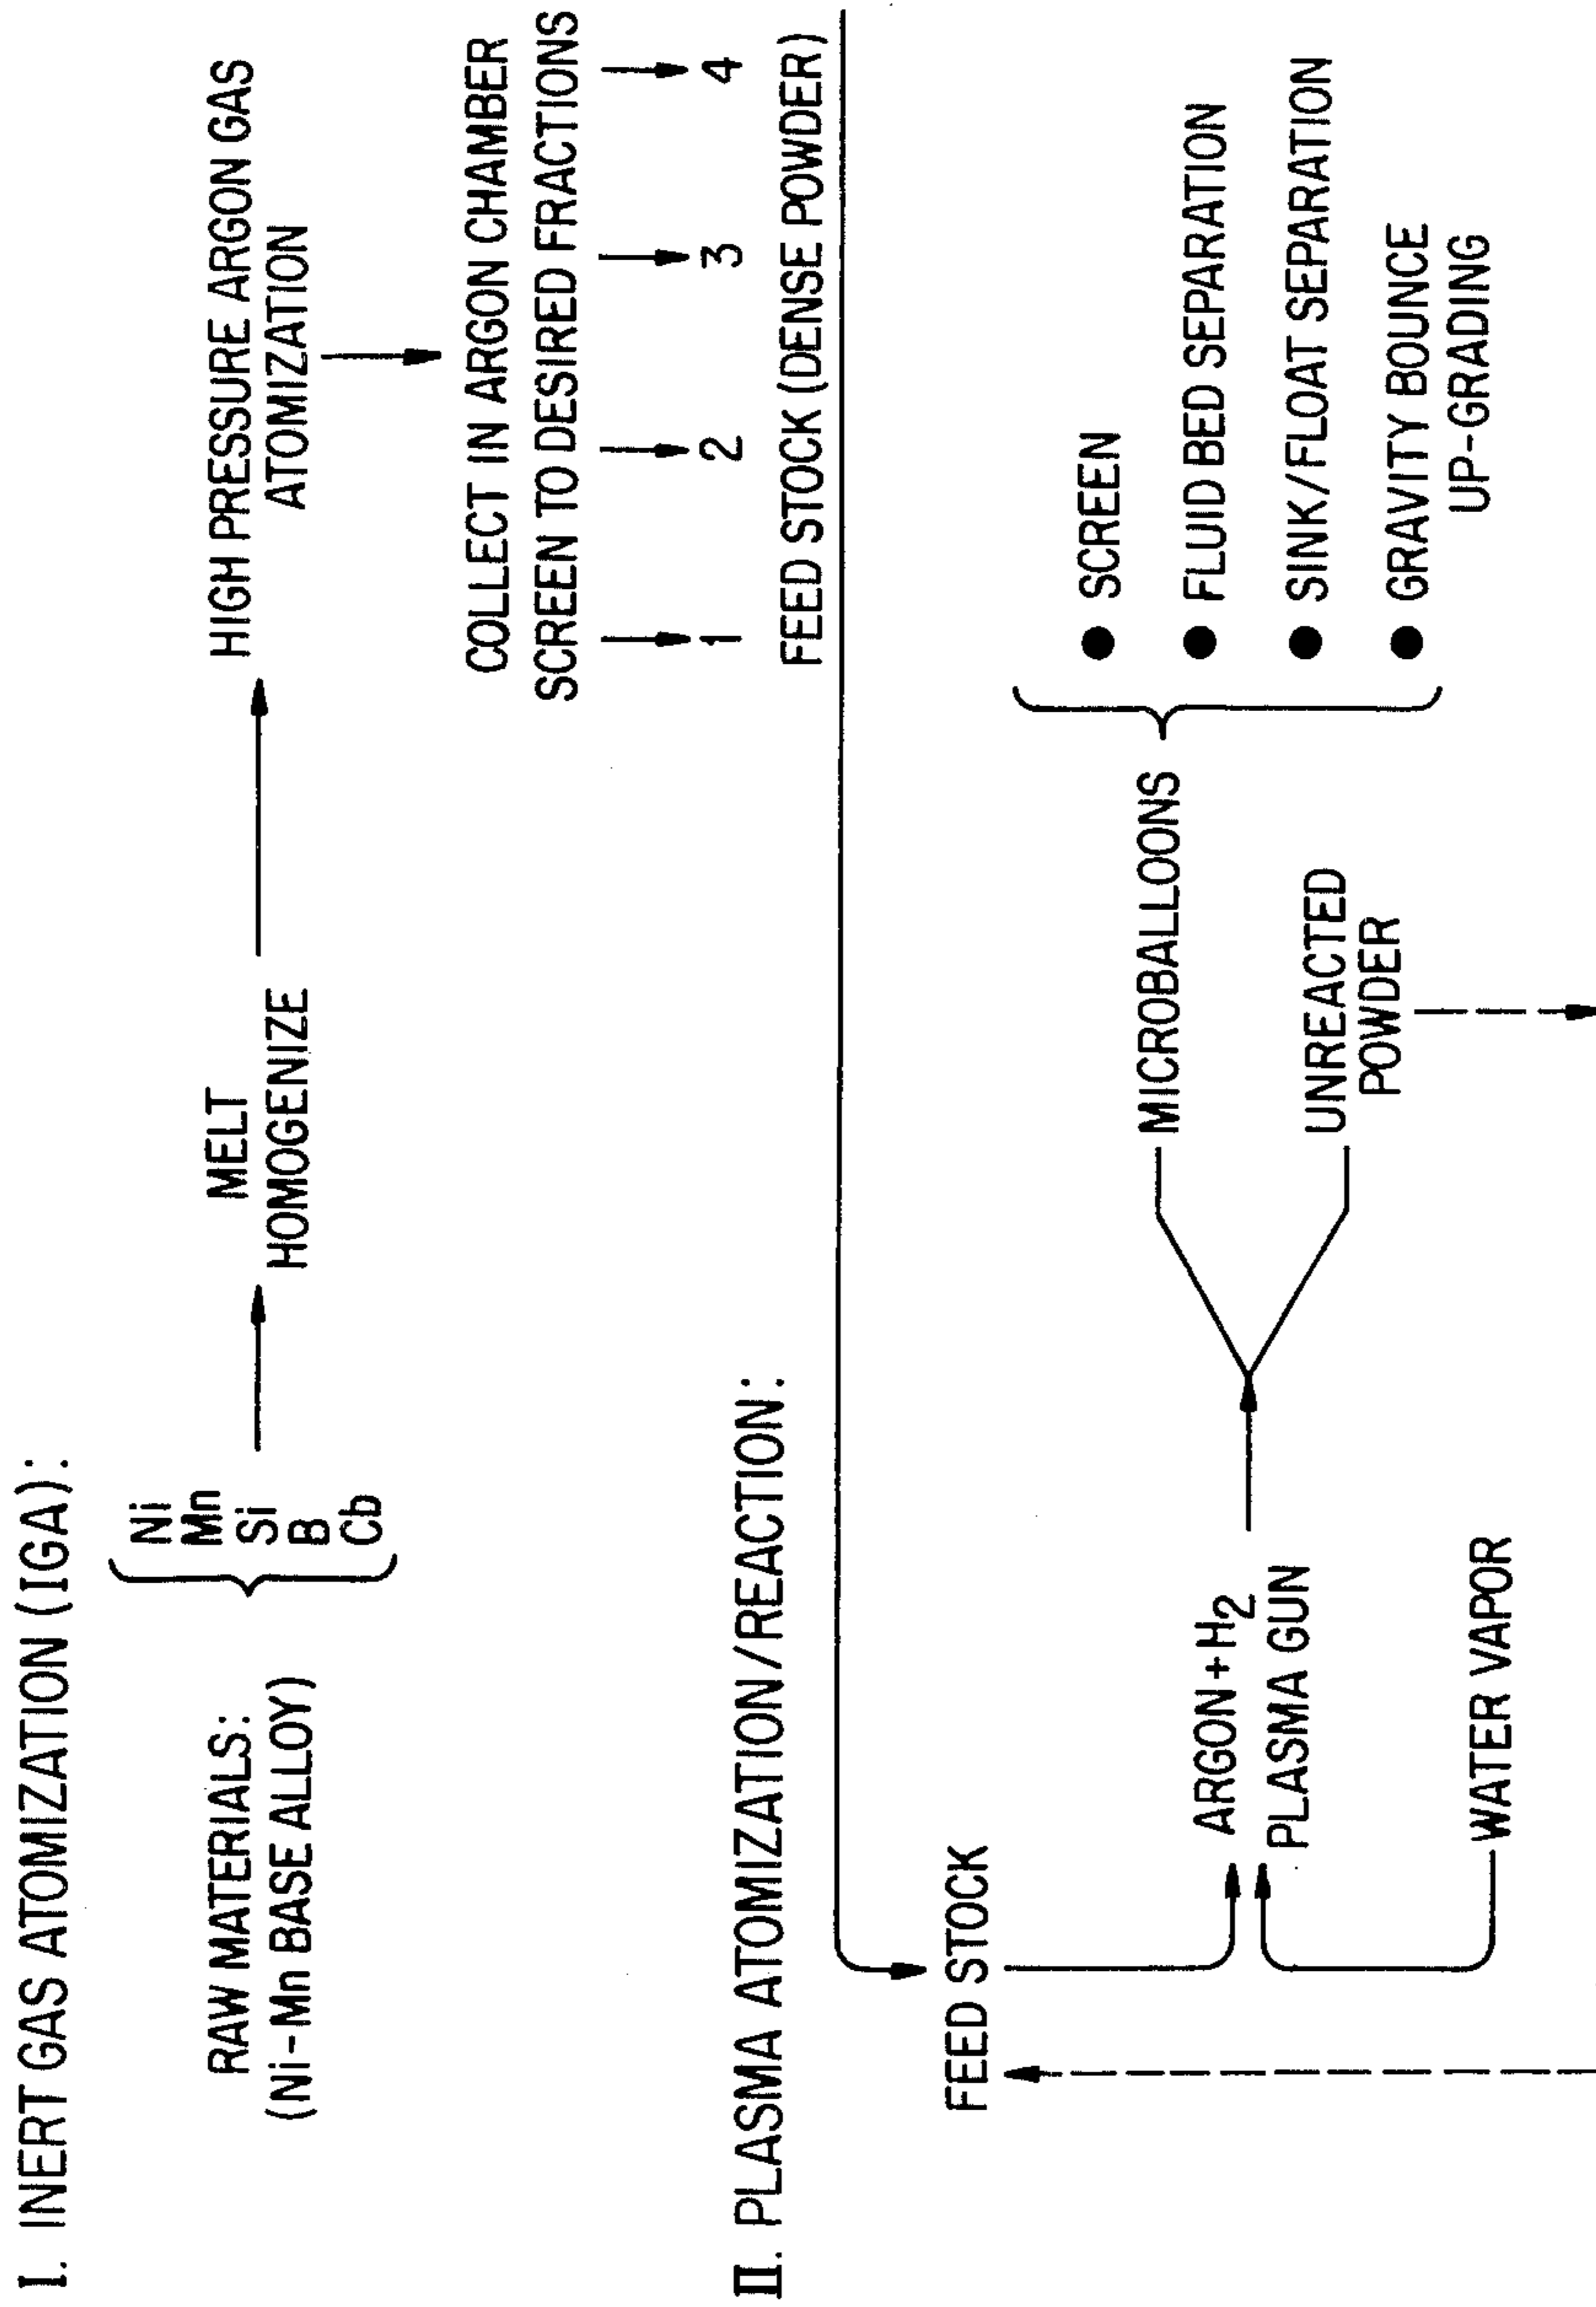 I. INERT GAS ATOMIZATION (IGA):
RAW MATERIALS:
(Ni-Mn BASE ALLOY)
Ni
Mn
Si
B
Cb
MELT
HOMOGENIZE
HIGH PRESSURE ARGON GAS
ATOMIZATION
COLLECT IN ARGON CHAMBER
SCREEN TO DESIRED FRACTIONS
1 2 3 4
FEED STOCK (DENSE POWDER)
II. PLASMA ATOMIZATION/REACTION:
FEED STOCK
ARGON+H2
PLASMA GUN
WATER VAPOR
MICROBALLOONS
UNREACTED
POWDER
● SCREEN
● FLUID BED SEPARATION
● SINK/FLOAT SEPARATION
● GRAVITY BOUNCE
UP-GRADING